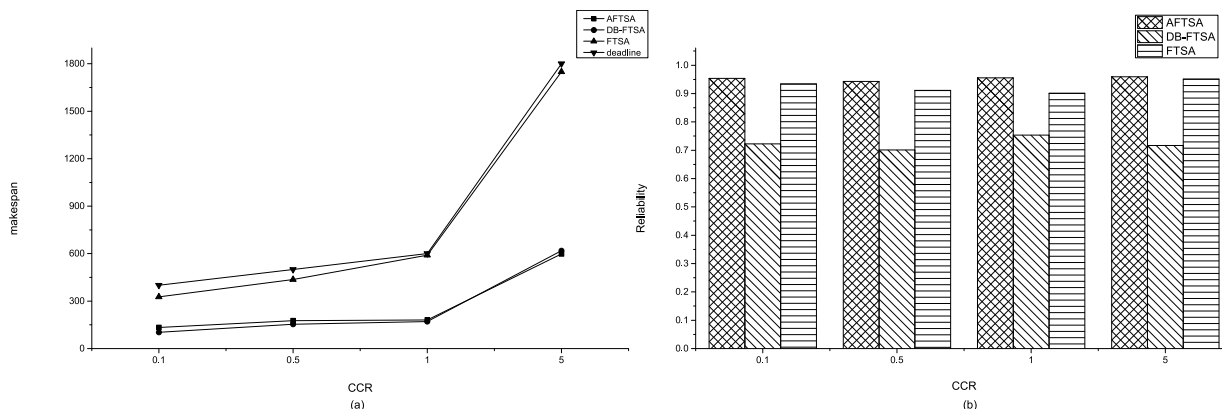 AFTSA
DB-FTSA
FTSA
deadline
1800
1500
1200
900
600
300
0
makespan
0.1
0.5
1
5
CCR
(a)
AFTSA
DB-FTSA
FTSA
1.0
0.9
0.8
0.7
0.6
0.5
0.4
0.3
0.2
0.1
0.0
Reliability
0.1
0.5
1
5
CCR
(b)